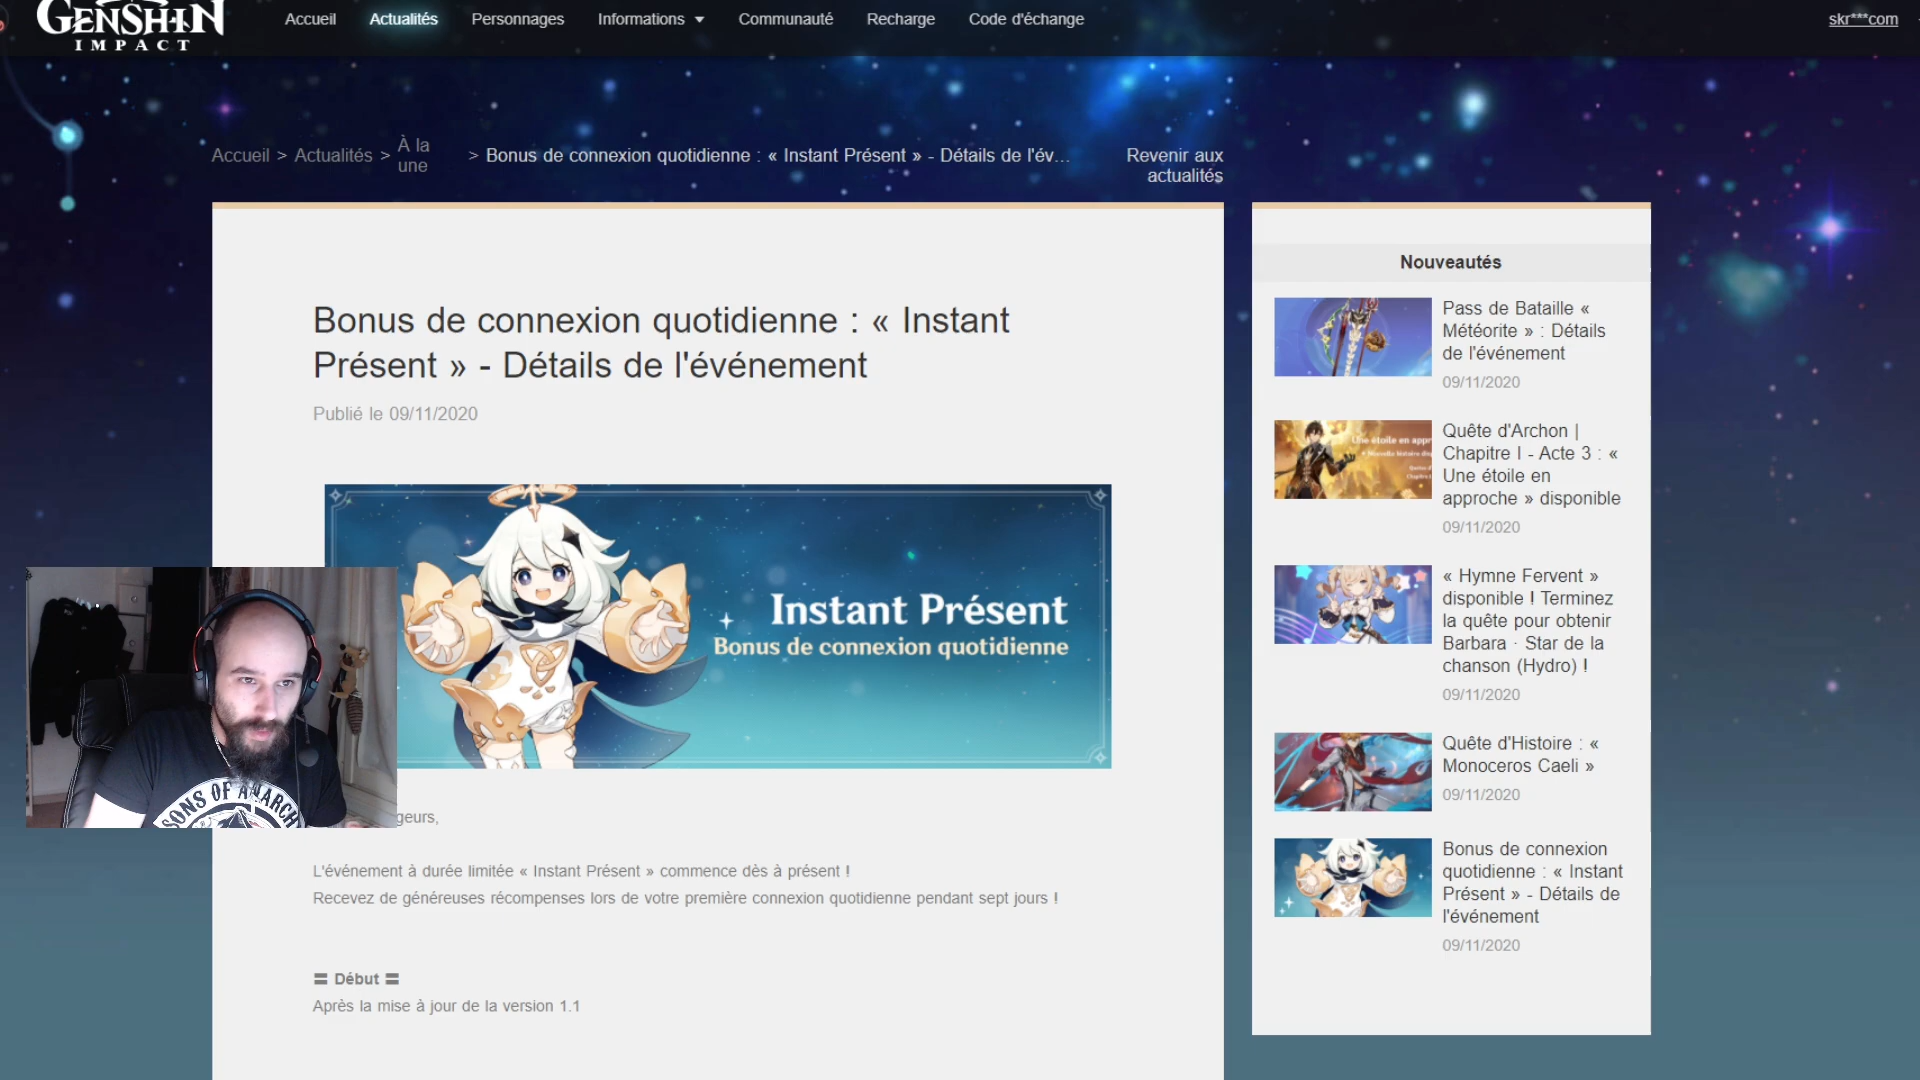 GENSHIN
IMPACT
Accueil
Actualités
Personnages
Informations
Communauté
Recharge
Code d'échange
skr***com
Accueil > Actualités > À la
une
> Bonus de connexion quotidienne : « Instant Présent » - Détails de l'év...
Revenir aux
actualités
Bonus de connexion quotidienne : « Instant
Présent » - Détails de l'événement
Publié le 09/11/2020
Instant Présent
Bonus de connexion quotidienne
SONS OF ANARCH
geurs,
L'événement à durée limitée « Instant Présent » commence dès à présent !
Recevez de généreuses récompenses lors de votre première connexion quotidienne pendant sept jours !
〓 Début 〓
Après la mise à jour de la version 1.1
Nouveautés
Pass de Bataille «
Météorite » : Détails
de l'événement
09/11/2020
Une étoile en appr
Quête d'Archon |
Chapitre I - Acte 3 : «
Une étoile en
approche » disponible
09/11/2020
« Hymne Fervent »
disponible ! Terminez
la quête pour obtenir
Barbara · Star de la
chanson (Hydro) !
09/11/2020
Quête d'Histoire : «
Monoceros Caeli »
09/11/2020
Bonus de connexion
quotidienne : « Instant
Présent » - Détails de
l'événement
09/11/2020